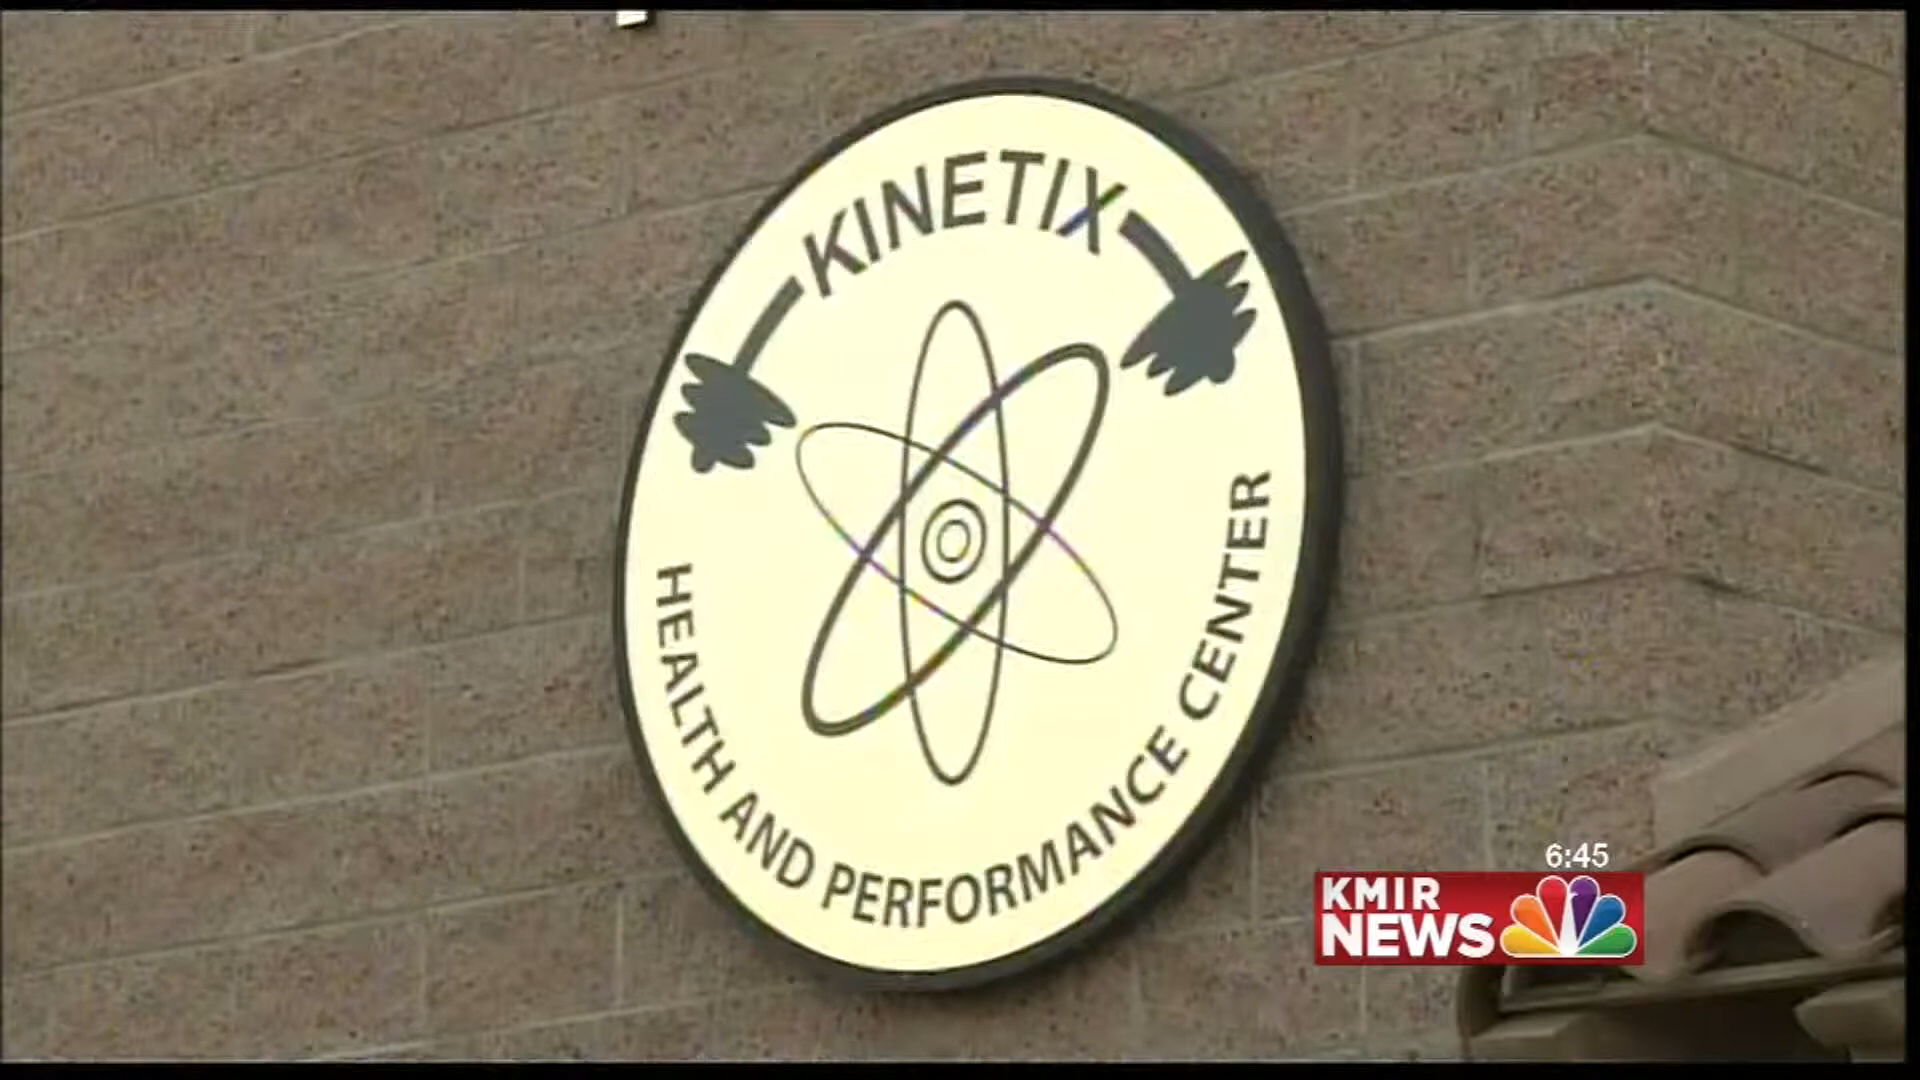 KINETIX
HEALTH AND PERFORMANCE CENTER
6:45
KMIR
NEWS